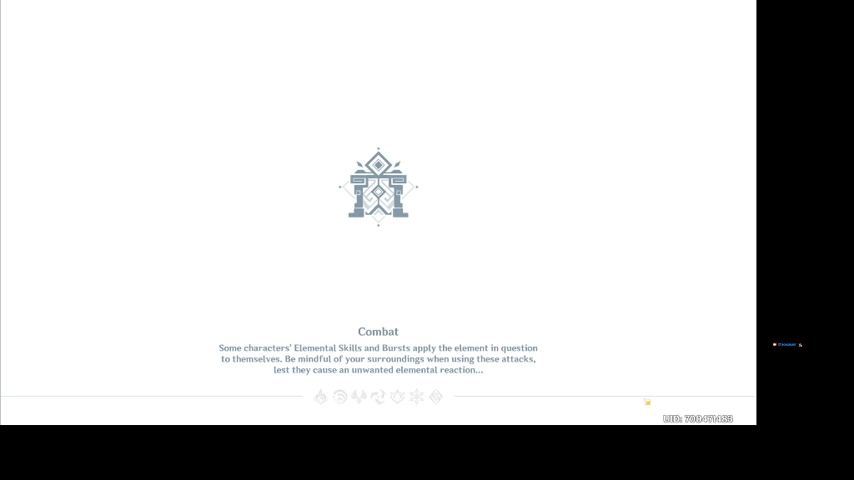 Combat
Some characters' Elemental Skills and Bursts apply the element in question
to themselves. Be mindful of your surroundings when using these attacks,
lest they cause an unwanted elemental reaction...